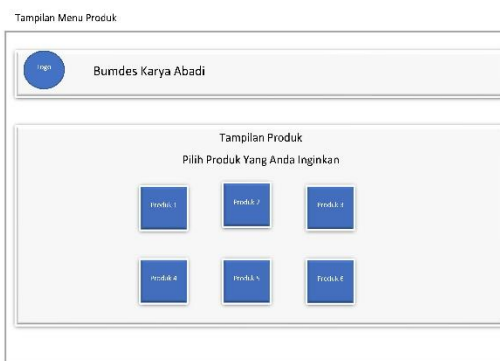 Tampilan Menu Produk
Logo
Bumdes Karya Abadi
Tampilan Produk
Pilih Produk Yang Anda Inginkan
Produk 1
Produk 2
Produk 3
Produk 4
Produk 5
Produk 6